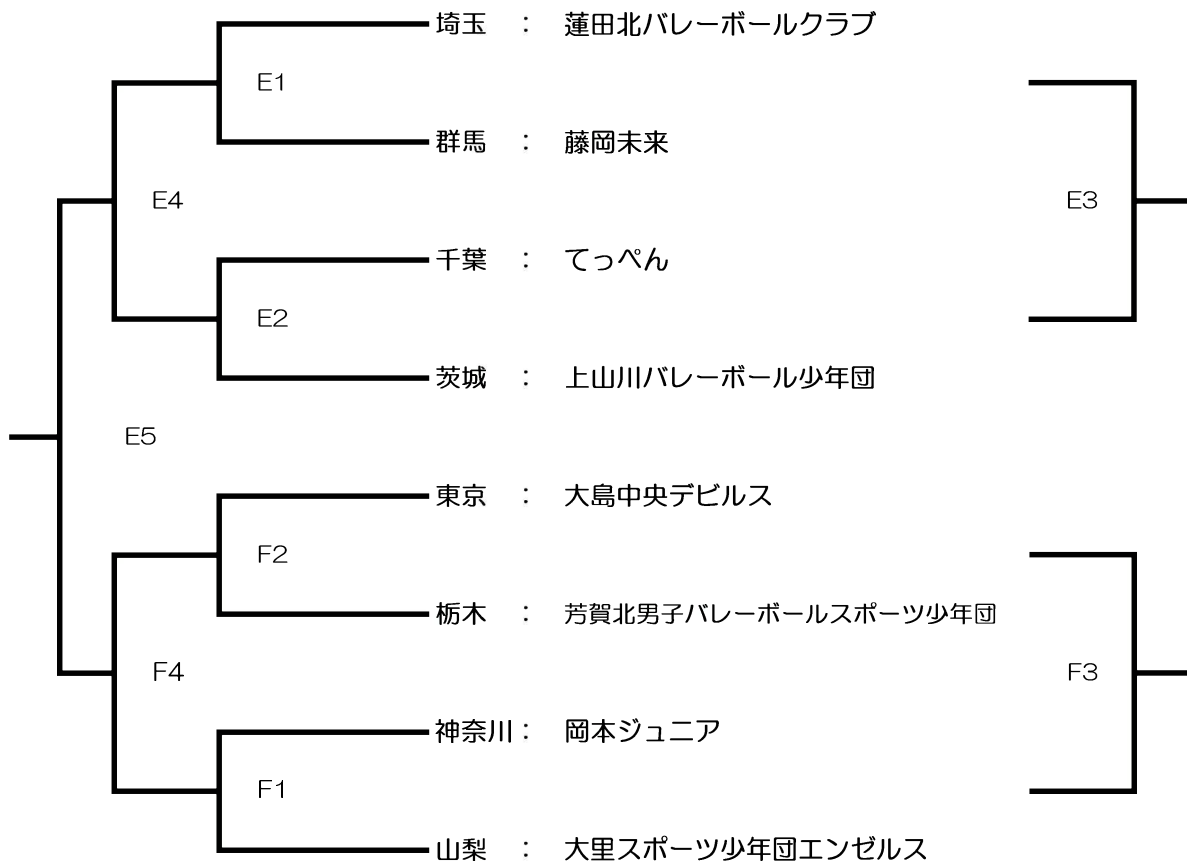 埼玉 : 蓮田北バレーボールクラブ
E1
群馬 : 藤岡未来
E4 E3
千葉 : てっぺん
E2
茨城 : 上山川バレーボール少年団
E5
東京 : 大島中央デビルス
F2
栃木 : 芳賀北男子バレーボールスポーツ少年団
F4 F3
神奈川 : 岡本ジュニア
F1
山梨 : 大里スポーツ少年団エンゼルス